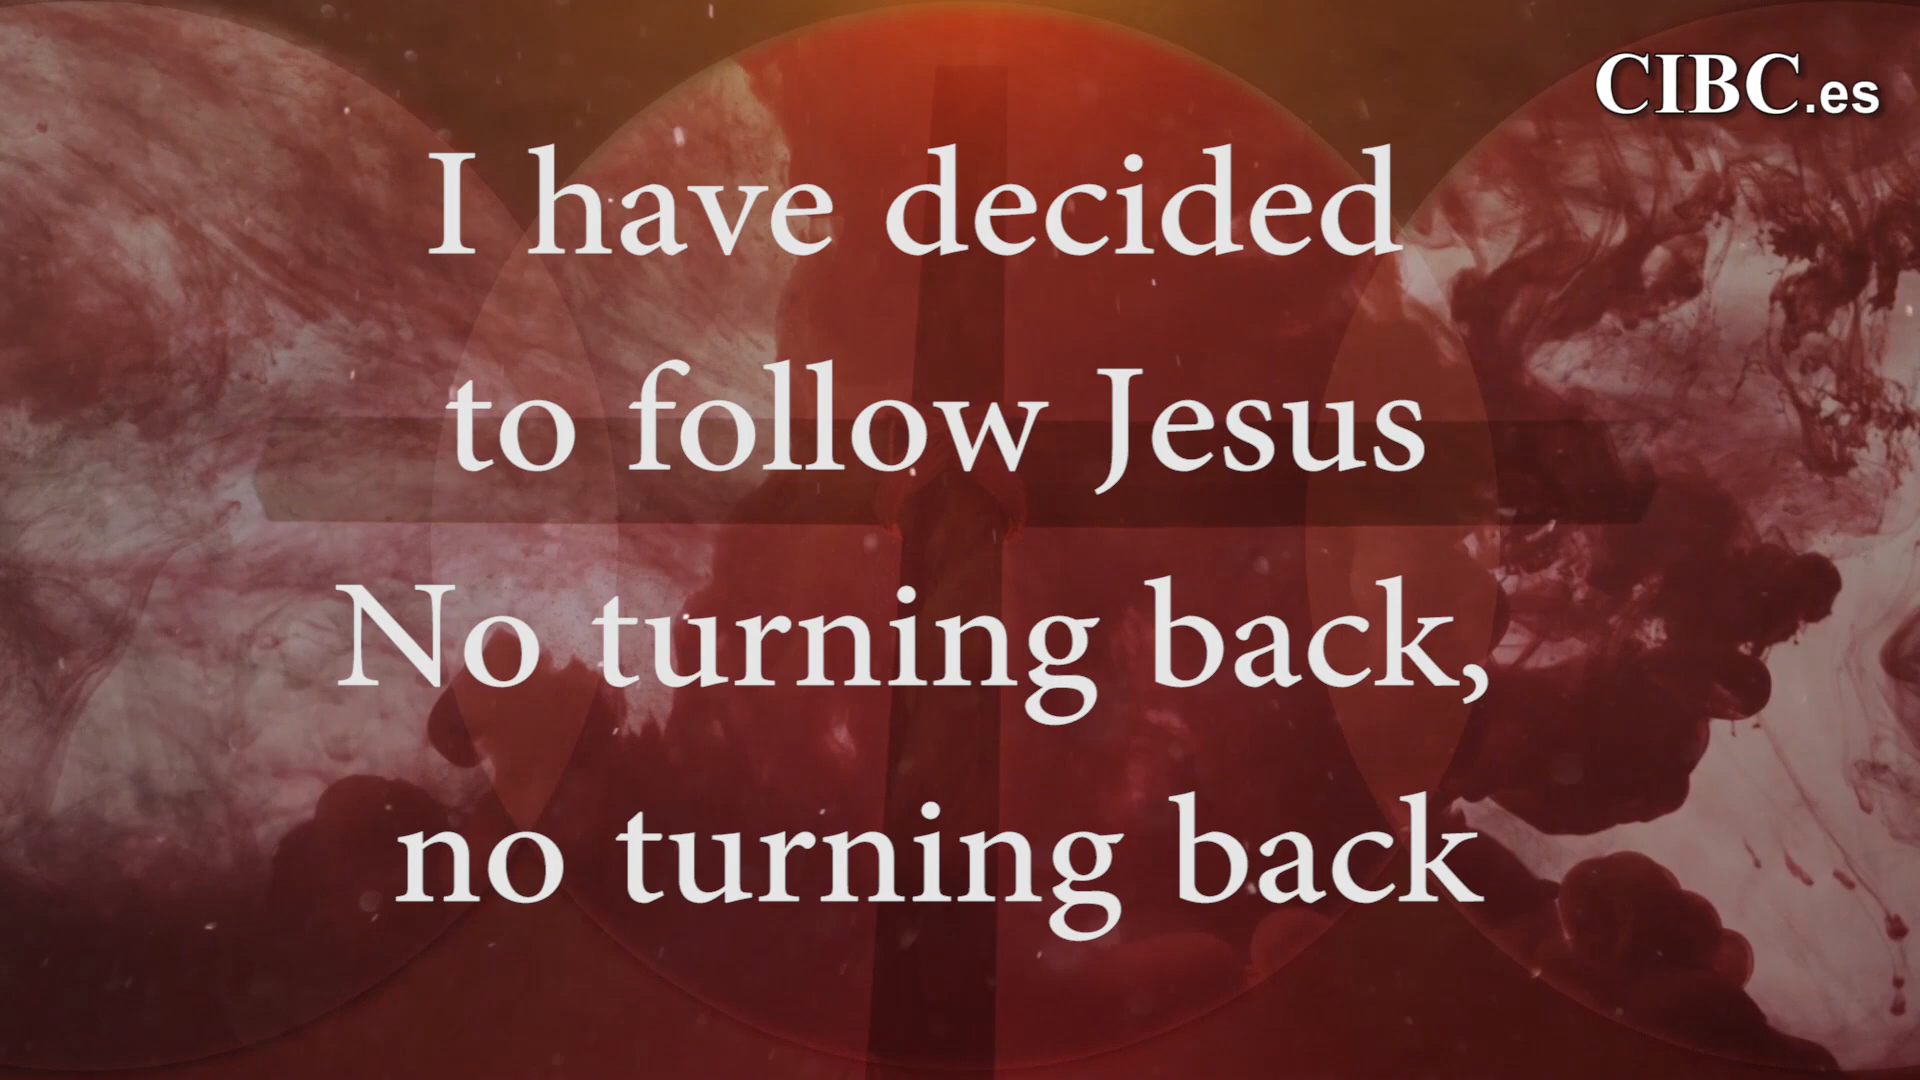 CIBC.es
I have decided
to follow Jesus
No turning back,
no turning back